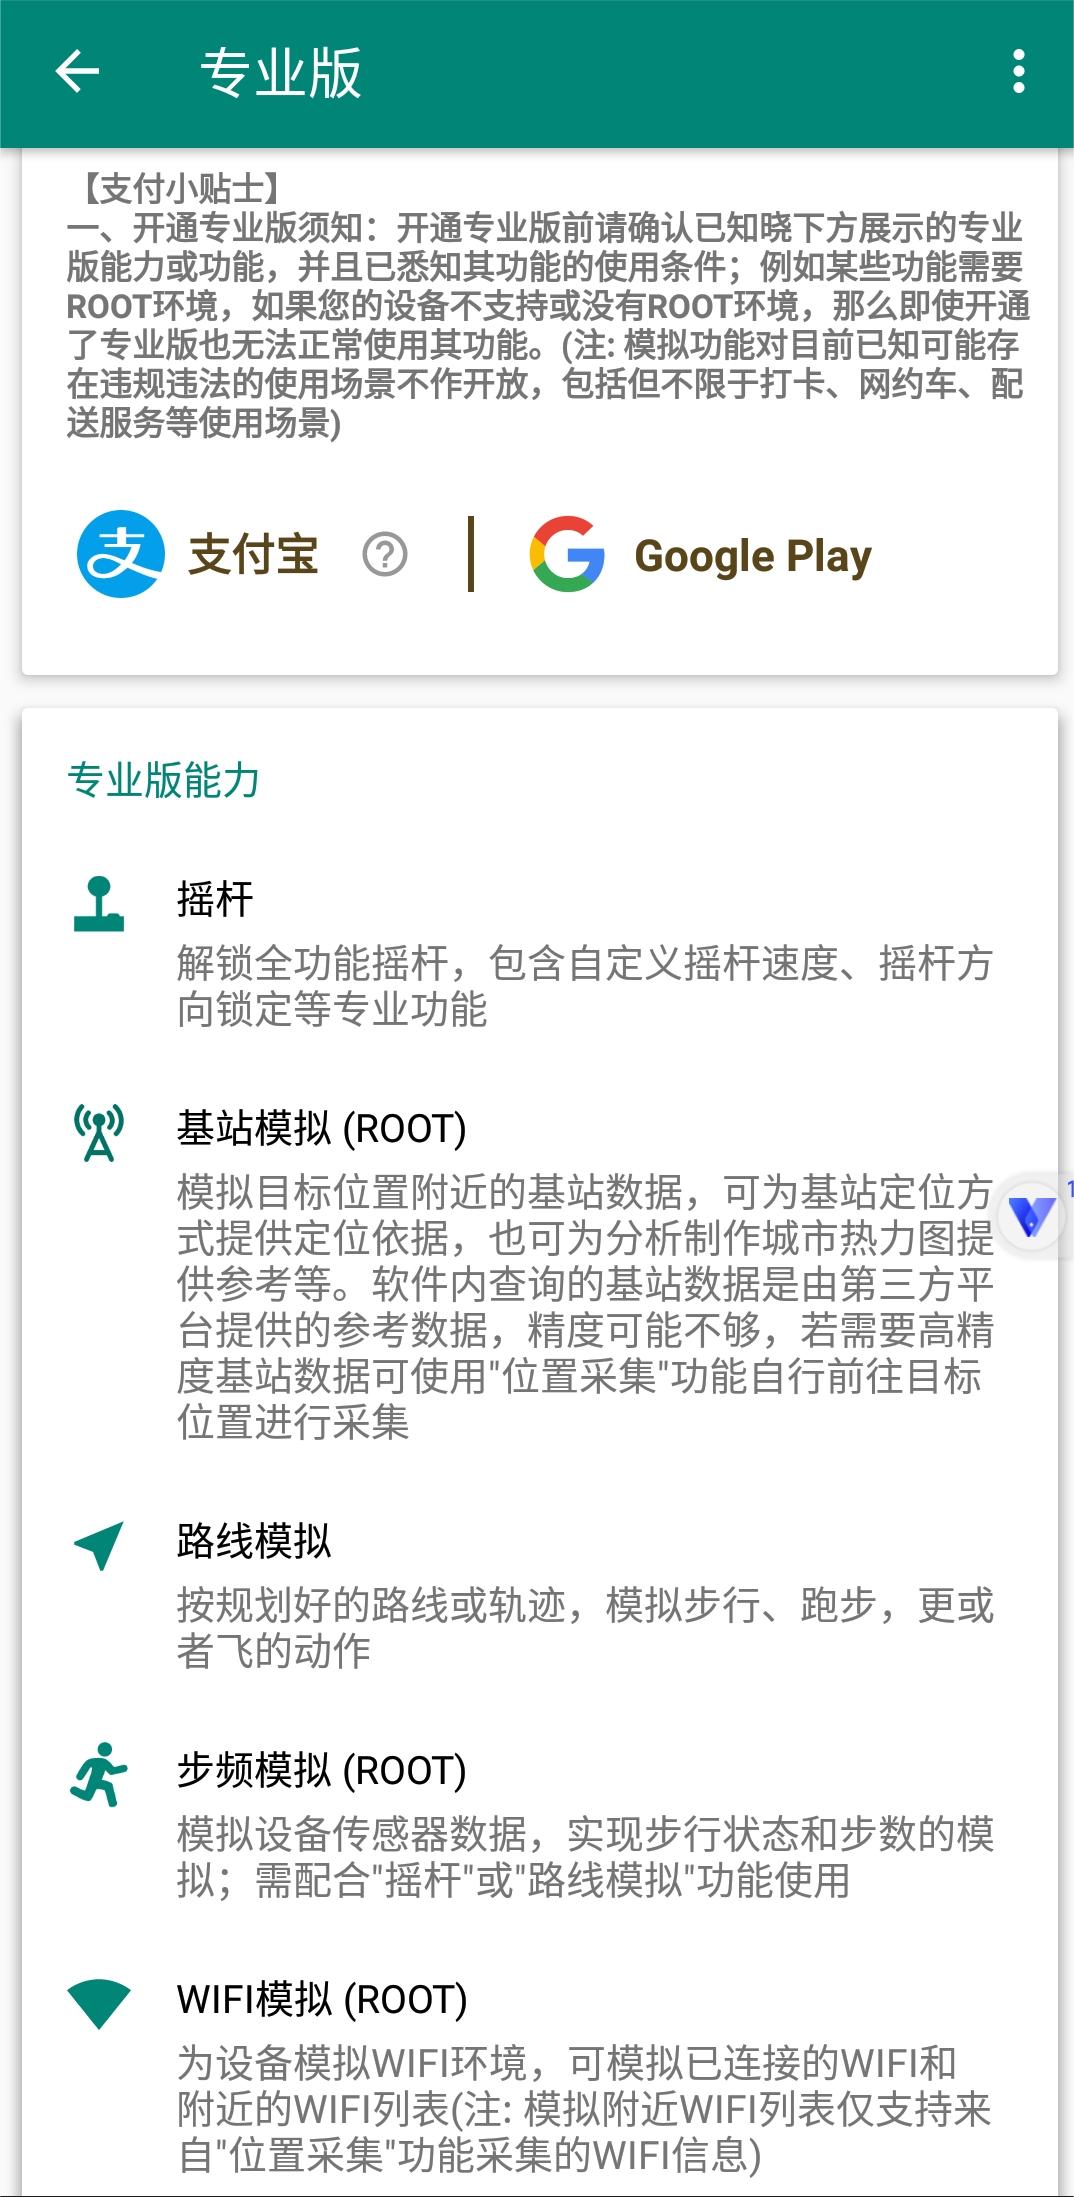 专业版
【支付小贴士】
一、开通专业版须知：开通专业版前请确认已知晓下方展示的专业
版能力或功能，并且已悉知其功能的使用条件；例如某些功能需要
ROOT环境，如果您的设备不支持或没有ROOT环境，那么即使开通
了专业版也无法正常使用其功能。(注: 模拟功能对目前已知可能存
在违规违法的使用场景不作开放，包括但不限于打卡、网约车、配
送服务等使用场景)
支 支付宝 ? | G Google Play
专业版能力
摇杆
解锁全功能摇杆，包含自定义摇杆速度、摇杆方
向锁定等专业功能
基站模拟 (ROOT)
模拟目标位置附近的基站数据，可为基站定位方
式提供定位依据，也可为分析制作城市热力图提
供参考等。软件内查询的基站数据是由第三方平
台提供的参考数据，精度可能不够，若需要高精
度基站数据可使用"位置采集"功能自行前往目标
位置进行采集
1
路线模拟
按规划好的路线或轨迹，模拟步行、跑步，更或
者飞的动作
步频模拟 (ROOT)
模拟设备传感器数据，实现步行状态和步数的模
拟；需配合"摇杆"或"路线模拟"功能使用
WIFI模拟 (ROOT)
为设备模拟WIFI环境，可模拟已连接的WIFI和
附近的WIFI列表(注: 模拟附近WIFI列表仅支持来
自"位置采集"功能采集的WIFI信息)